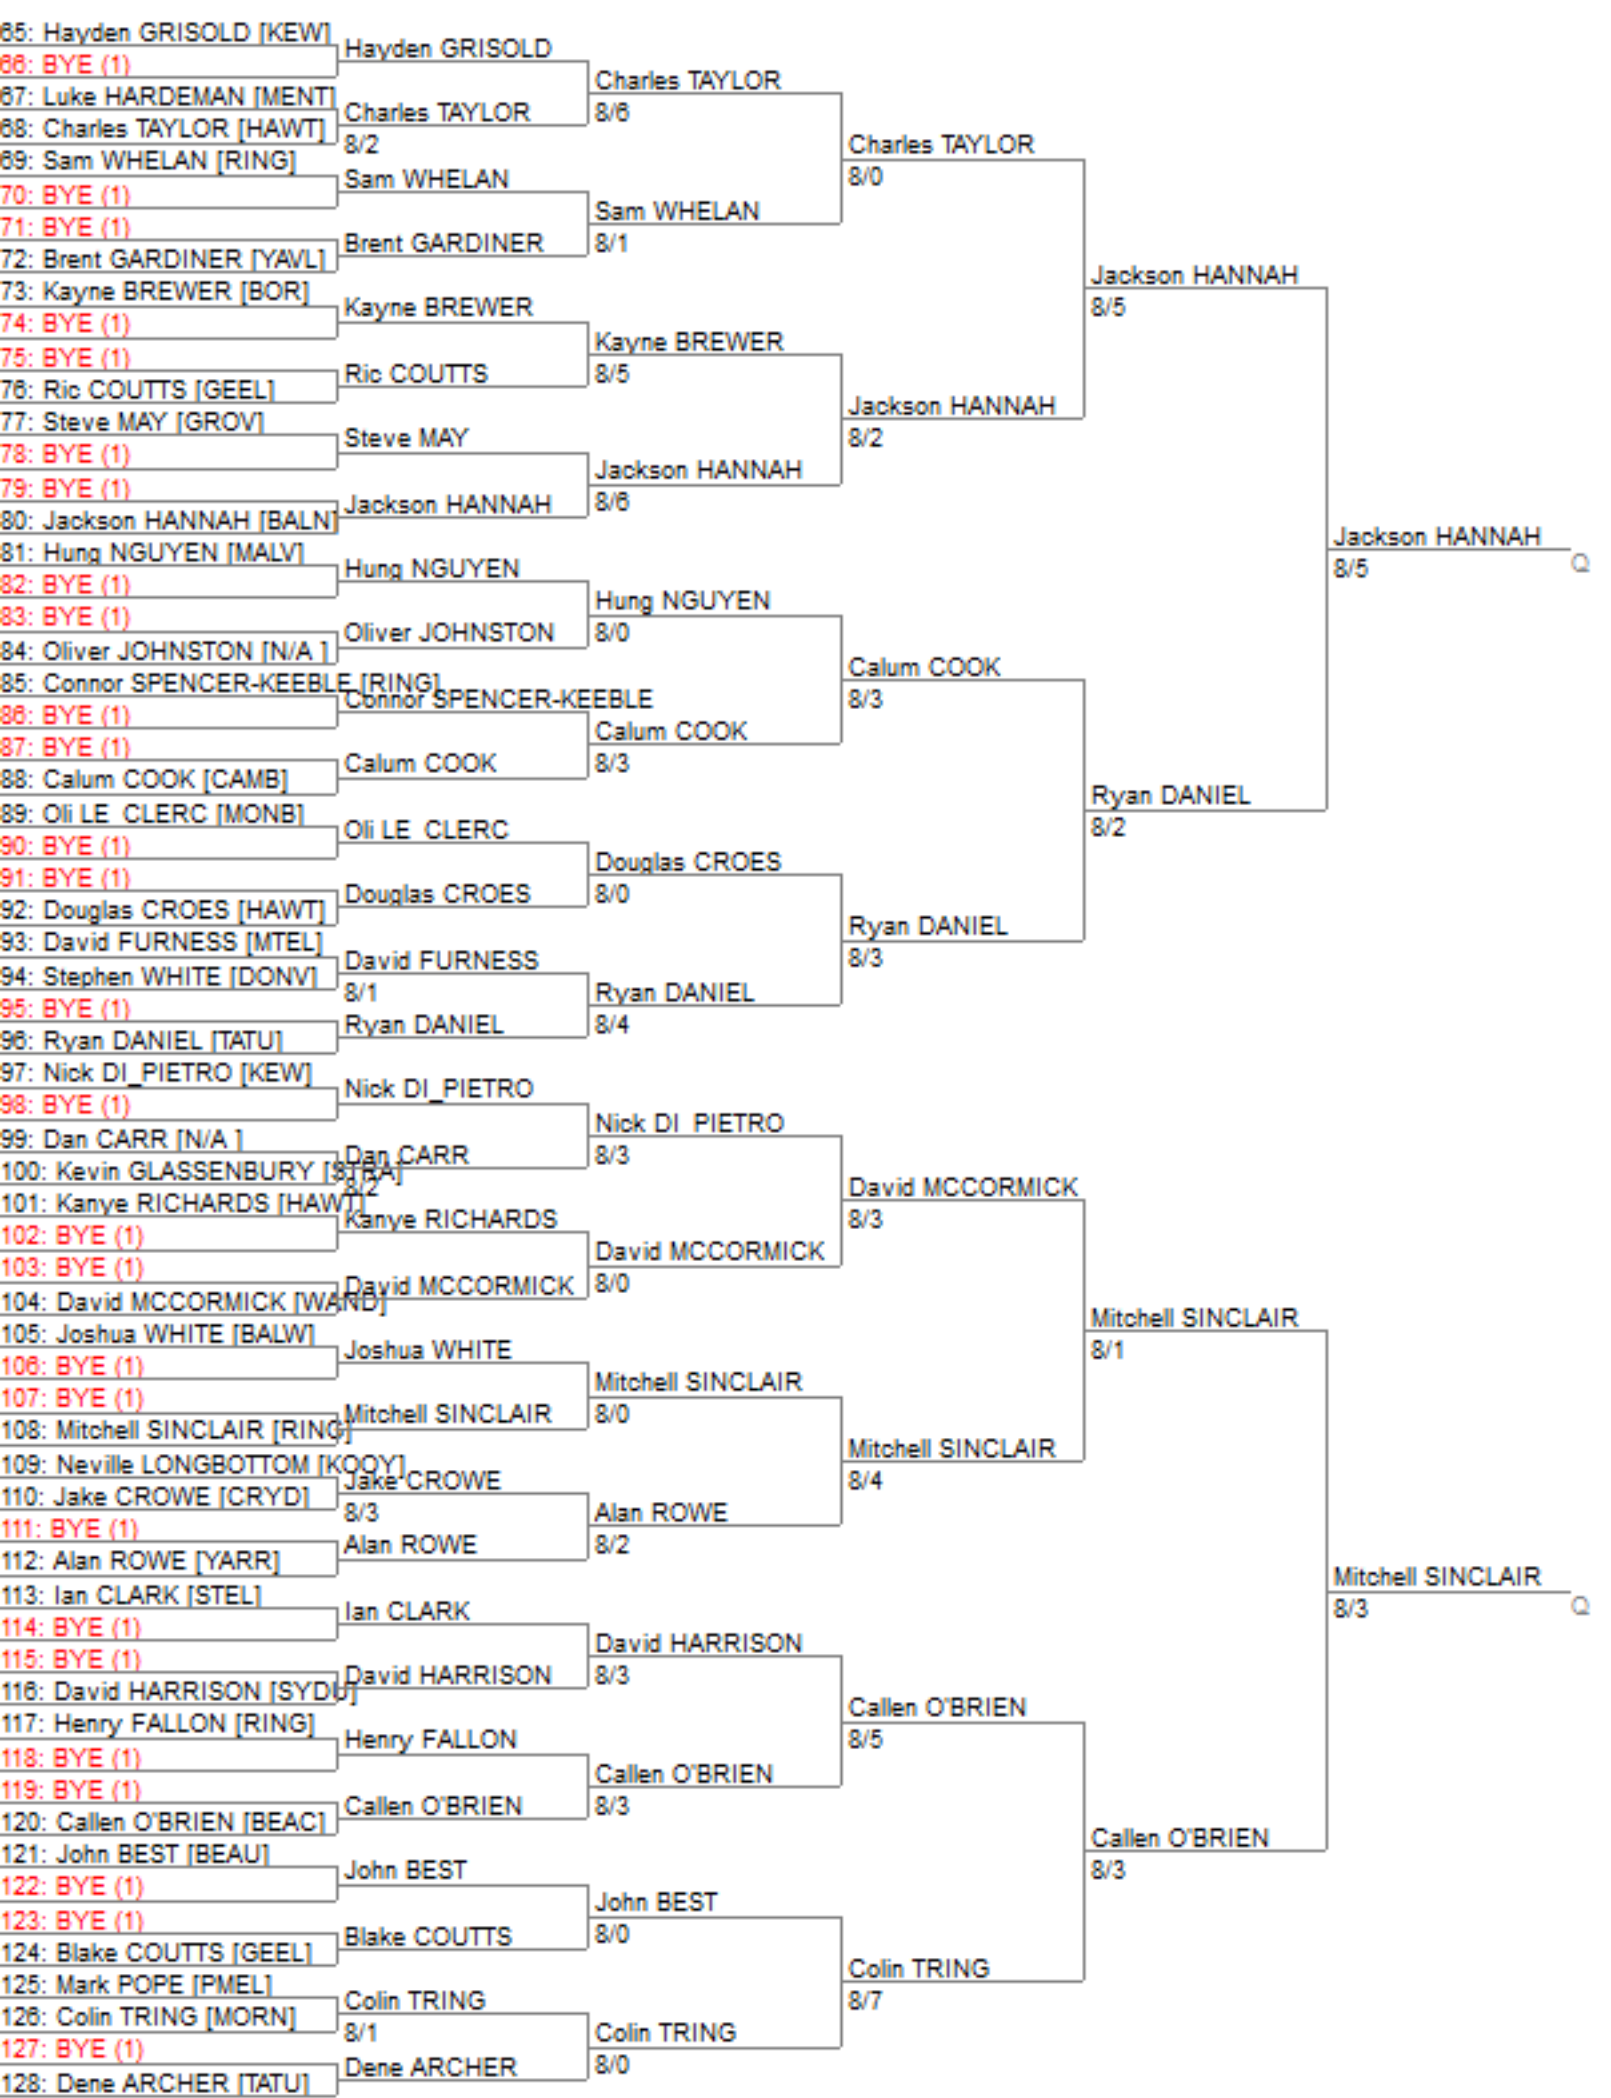 65: Hayden GRISOLD [KEW]
66: BYE (1)
67: Luke HARDEMAN [MENT]
68: Charles TAYLOR [HAWT]
69: Sam WHELAN [RING]
70: BYE (1)
71: BYE (1)
72: Brent GARDINER [YAVL]
73: Kayne BREWER [BOR]
74: BYE (1)
75: BYE (1)
76: Ric COUTTS [GEEL]
77: Steve MAY [GROV]
78: BYE (1)
79: BYE (1)
80: Jackson HANNAH [BALN]
81: Hung NGUYEN [MALV]
82: BYE (1)
83: BYE (1)
84: Oliver JOHNSTON [N/A ]
85: Connor SPENCER-KEEBLE [RING]
86: BYE (1)
87: BYE (1)
88: Calum COOK [CAMB]
89: Oli LE_CLERC [MONB]
90: BYE (1)
91: BYE (1)
92: Douglas CROES [HAWT]
93: David FURNESS [MTEL]
94: Stephen WHITE [DONV]
95: BYE (1)
96: Ryan DANIEL [TATU]
97: Nick DI_PIETRO [KEW]
98: BYE (1)
99: Dan CARR [N/A ]
100: Kevin GLASSENBURY [STRA]
101: Kanye RICHARDS [HAWT]
102: BYE (1)
103: BYE (1)
104: David MCCORMICK [WAND]
105: Joshua WHITE [BALW]
106: BYE (1)
107: BYE (1)
108: Mitchell SINCLAIR [RING]
109: Neville LONGBOTTOM [KOOY]
110: Jake CROWE [CRYD]
111: BYE (1)
112: Alan ROWE [YARR]
113: Ian CLARK [STEL]
114: BYE (1)
115: BYE (1)
116: David HARRISON [SYDU]
117: Henry FALLON [RING]
118: BYE (1)
119: BYE (1)
120: Callen O'BRIEN [BEAC]
121: John BEST [BEAU]
122: BYE (1)
123: BYE (1)
124: Blake COUTTS [GEEL]
125: Mark POPE [PMEL]
126: Colin TRING [MORN]
127: BYE (1)
128: Dene ARCHER [TATU]
Hayden GRISOLD
Charles TAYLOR
8/2
Sam WHELAN
Brent GARDINER
Kayne BREWER
Ric COUTTS
Steve MAY
Jackson HANNAH
Hung NGUYEN
Oliver JOHNSTON
Connor SPENCER-KEEBLE
Calum COOK
Oli LE_CLERC
Douglas CROES
David FURNESS
8/1
Ryan DANIEL
Nick DI_PIETRO
Dan CARR
8/2
Kanye RICHARDS
David MCCORMICK
Joshua WHITE
Mitchell SINCLAIR
Jake CROWE
8/3
Alan ROWE
Ian CLARK
David HARRISON
Henry FALLON
Callen O'BRIEN
John BEST
Blake COUTTS
Colin TRING
8/1
Dene ARCHER
Charles TAYLOR
8/6
Sam WHELAN
8/1
Kayne BREWER
8/5
Jackson HANNAH
8/6
Hung NGUYEN
8/0
Calum COOK
8/3
Douglas CROES
8/0
Ryan DANIEL
8/4
Nick DI_PIETRO
8/3
David MCCORMICK
8/0
Mitchell SINCLAIR
8/0
Alan ROWE
8/2
David HARRISON
8/3
Callen O'BRIEN
8/3
John BEST
8/0
Colin TRING
8/0
Charles TAYLOR
8/0
Jackson HANNAH
8/2
Calum COOK
8/3
Ryan DANIEL
8/3
David MCCORMICK
8/3
Mitchell SINCLAIR
8/4
Callen O'BRIEN
8/5
Colin TRING
8/7
Jackson HANNAH
8/5
Ryan DANIEL
8/2
Mitchell SINCLAIR
8/1
Callen O'BRIEN
8/3
Jackson HANNAH
8/5
Q
Mitchell SINCLAIR
8/3
Q